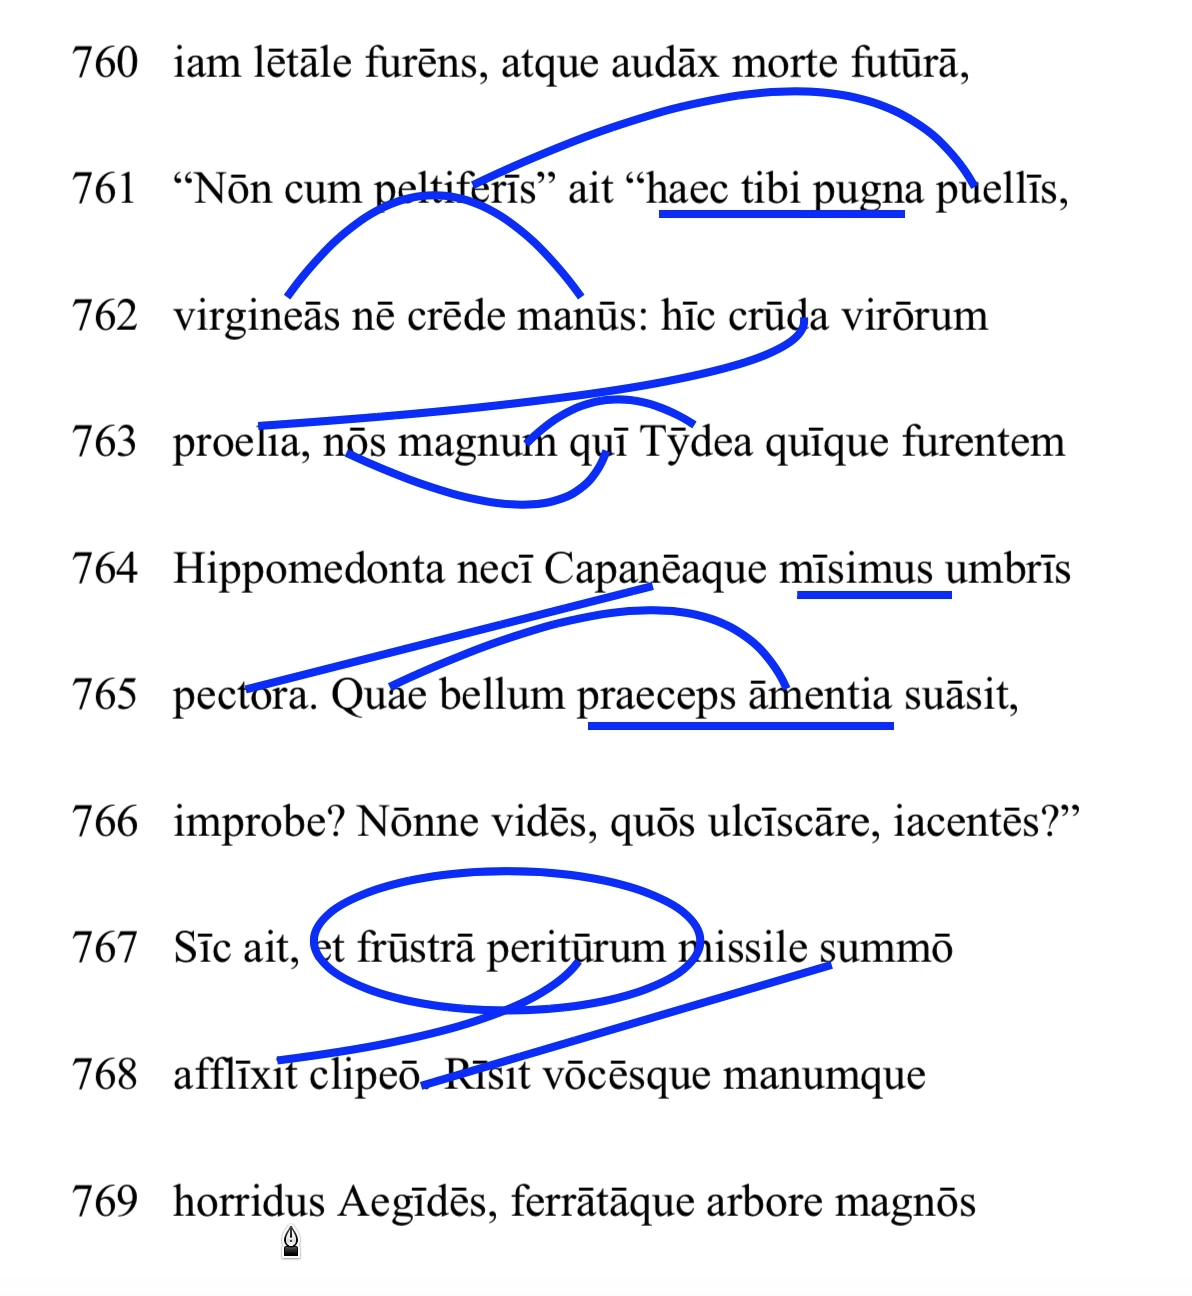 760 iam lētāle furēns, atque audāx morte futūrā,
761 “Nōn cum peltiferīs” ait “haec tibi pugna puellīs,
762 virgineās nē crēde manūs: hīc crūda virōrum
763 proelia, nōs magnum quī Tȳdea quīque furentem
764 Hippomedonta necī Capanēaque mīsimus umbrīs
765 pectora. Quae bellum praeceps āmentia suāsit,
766 improbe? Nōnne vidēs, quōs ulcīscāre, iacentēs?”
767 Sīc ait, et frūstrā peritūrum missile summō
768 afflīxit clipeō. Rīsit vōcēsque manumque
769 horridus Aegīdēs, ferrātāque arbore magnōs